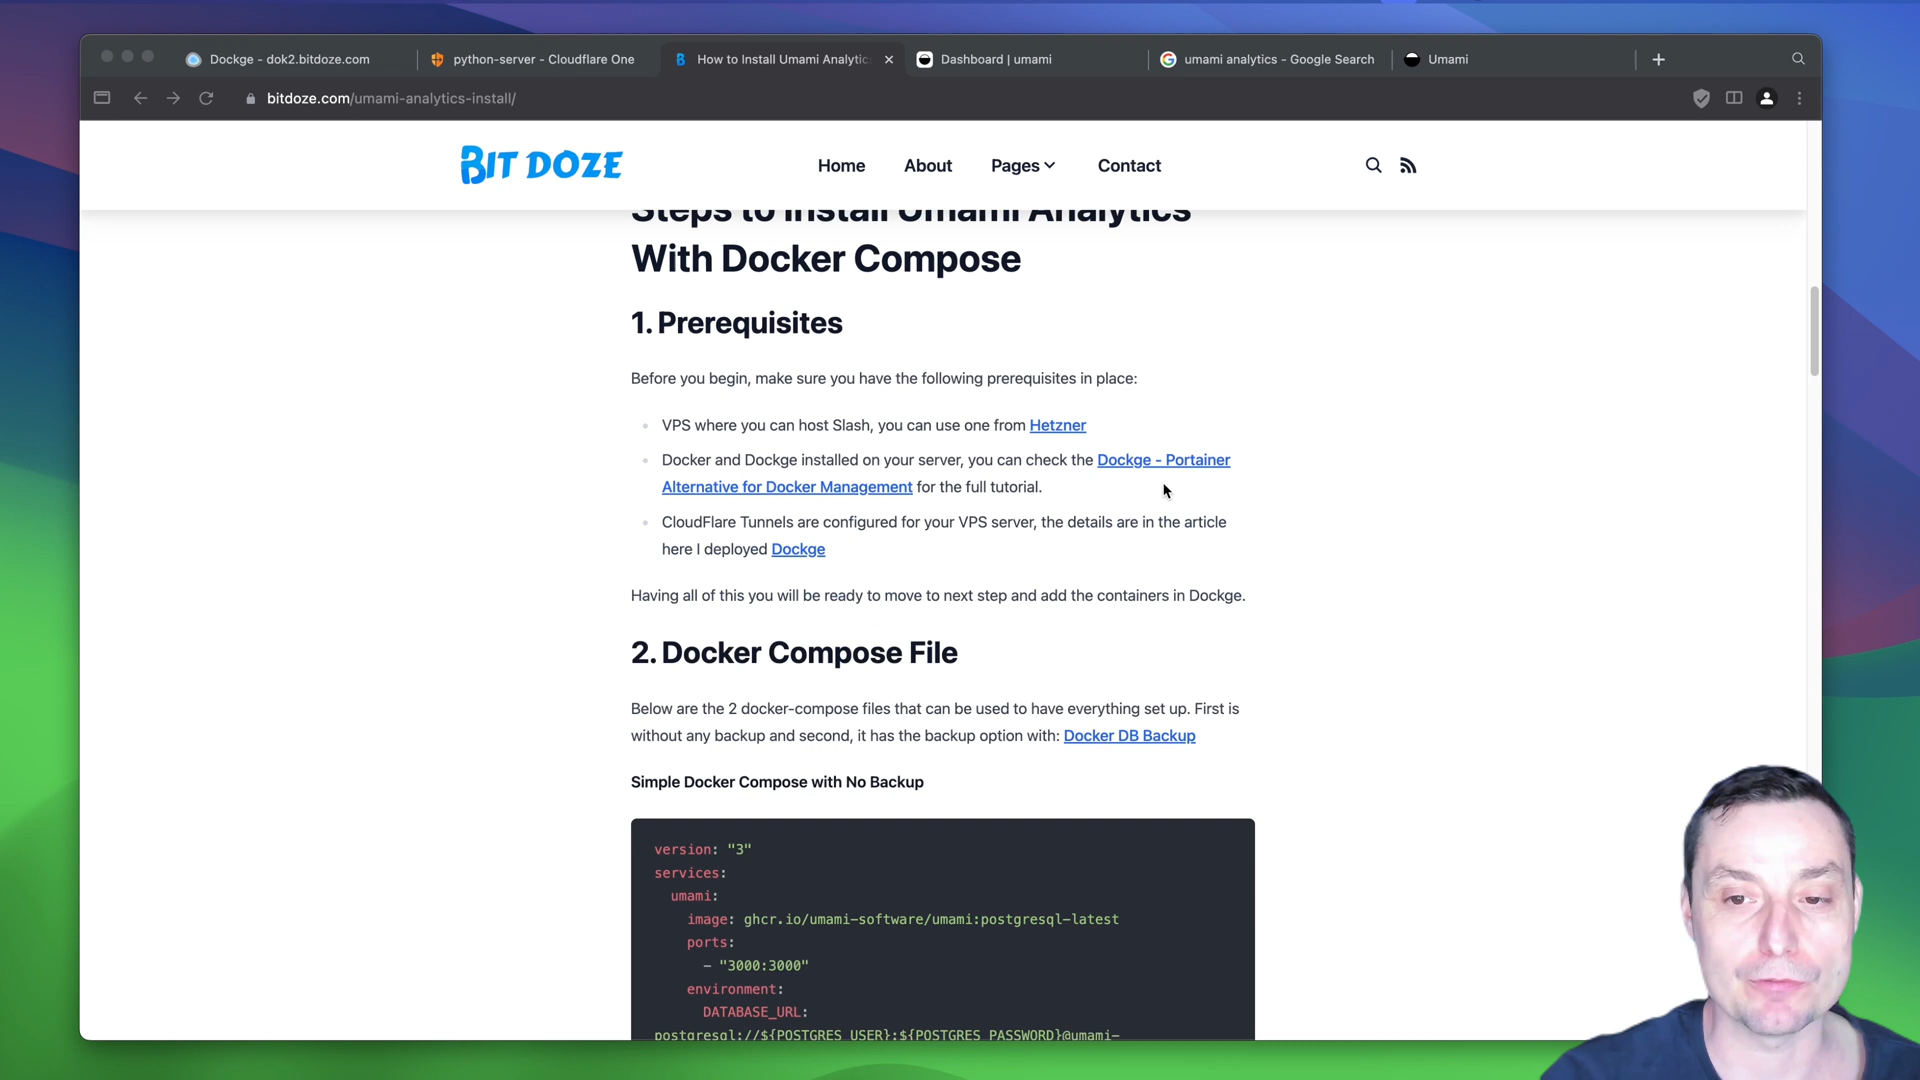 Dockge - dok2.bitdoze.com
python-server - Cloudflare One
How to Install Umami Analytic
Dashboard | umami
umami analytics - Google Search
Umami
bitdoze.com/umami-analytics-install/
BIT DOZE
Home
About
Pages
Contact
Steps to Install Umami Analytics
With Docker Compose
1. Prerequisites
Before you begin, make sure you have the following prerequisites in place:
VPS where you can host Slash, you can use one from Hetzner
Docker and Dockge installed on your server, you can check the Dockge - Portainer
Alternative for Docker Management for the full tutorial.
CloudFlare Tunnels are configured for your VPS server, the details are in the article
here I deployed Dockge
Having all of this you will be ready to move to next step and add the containers in Dockge.
2. Docker Compose File
Below are the 2 docker-compose files that can be used to have everything set up. First is
without any backup and second, it has the backup option with: Docker DB Backup
Simple Docker Compose with No Backup
version: "3"
services:
umami:
image: ghcr.io/umami-software/umami:postgresql-latest
ports:
- "3000:3000"
environment:
DATABASE_URL:
postgresql://${POSTGRES_USER}:${POSTGRES_PASSWORD}@umami-